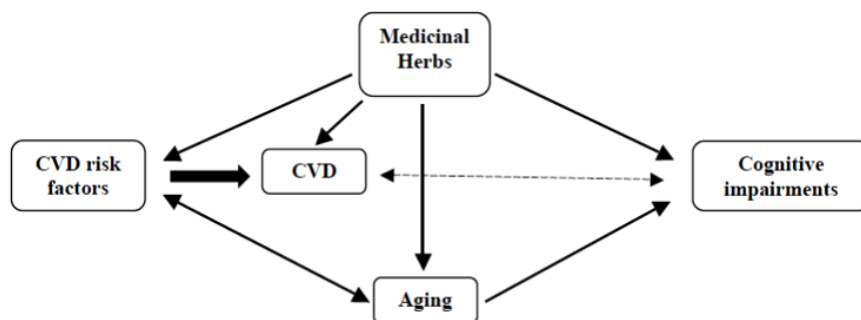 Medicinal
Herbs
CVD risk
factors
CVD
Cognitive
impairments
Aging